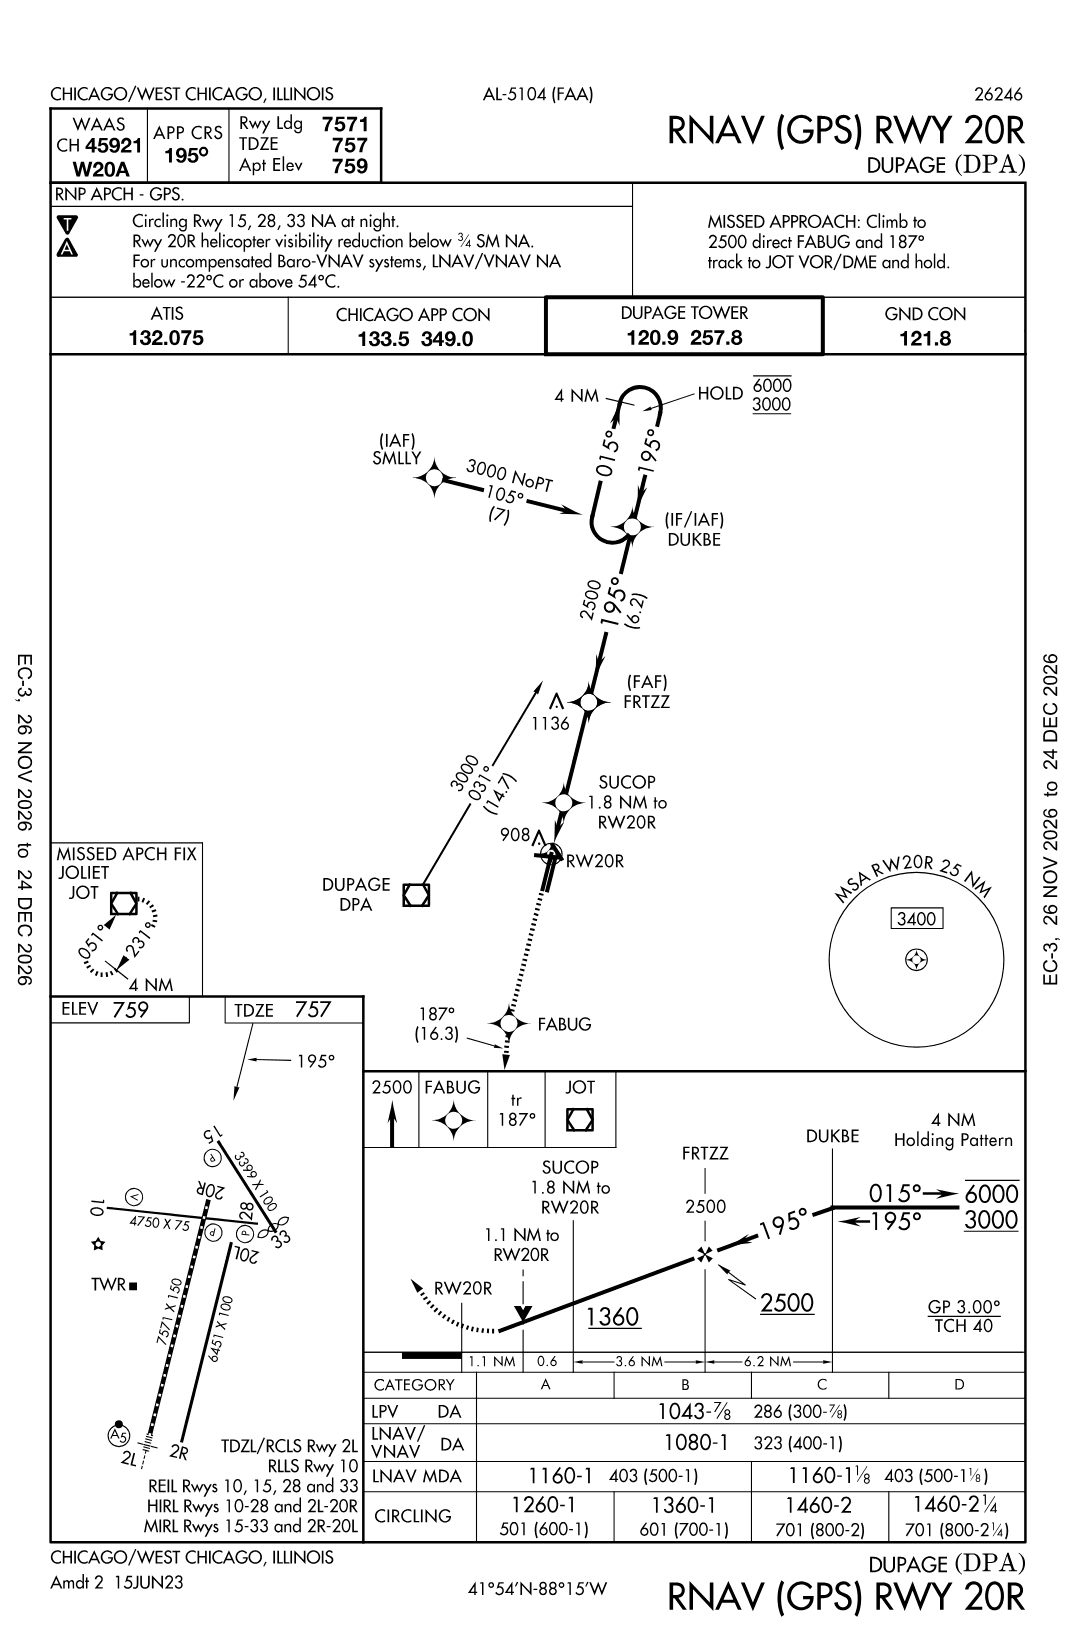 CHICAGO/WEST CHICAGO, ILLINOIS
AL-5104 (FAA)
26246
WAAS
CH 45921
W20A
APP CRS
195°
Rwy Ldg 7571
TDZE 757
Apt Elev 759
RNAV (GPS) RWY 20R
DUPAGE (DPA)
RNP APCH - GPS.
T
A
Circling Rwy 15, 28, 33 NA at night.
Rwy 20R helicopter visibility reduction below ¾ SM NA.
For uncompensated Baro-VNAV systems, LNAV/VNAV NA
below -22°C or above 54°C.
MISSED APPROACH: Climb to
2500 direct FABUG and 187°
track to JOT VOR/DME and hold.
ATIS
132.075
CHICAGO APP CON
133.5 349.0
DUPAGE TOWER
120.9 257.8
GND CON
121.8
4 NM
HOLD
6000
3000
015°
195°
(IAF)
SMLLY
3000 NoPT
105°
(7)
(IF/IAF)
DUKBE
2500
195°
(6.2)
(FAF)
FRTZZ
1136
3000
031°
(14.7)
SUCOP
1.8 NM to
RW20R
908
RW20R
DUPAGE
DPA
MISSED APCH FIX
JOLIET
JOT
051°
231°
4 NM
MSA RW20R 25 NM
3400
187°
(16.3)
FABUG
EC-3, 26 NOV 2026 to 24 DEC 2026
EC-3, 26 NOV 2026 to 24 DEC 2026
ELEV 759
TDZE 757
195°
15
P
3399 X 100
20R
10
V
4750 X 75
28
P
P
33
20L
TWR
7571 X 150
6451 X 100
A5
2L
2R
TDZL/RCLS Rwy 2L
RLLS Rwy 10
REIL Rwys 10, 15, 28 and 33
HIRL Rwys 10-28 and 2L-20R
MIRL Rwys 15-33 and 2R-20L
2500
FABUG
tr
187°
JOT
SUCOP
1.8 NM to
RW20R
1.1 NM to
RW20R
RW20R
FRTZZ
2500
DUKBE
4 NM
Holding Pattern
015°
6000
195°
3000
195°
1360
2500
GP 3.00°
TCH 40
1.1 NM
0.6
3.6 NM
6.2 NM
CATEGORY A B C D
LPV DA 1043-⅞ 286 (300-⅞)
LNAV/
VNAV DA 1080-1 323 (400-1)
LNAV MDA 1160-1 403 (500-1) 1160-1⅛ 403 (500-1⅛)
CIRCLING
1260-1
501 (600-1)
1360-1
601 (700-1)
1460-2
701 (800-2)
1460-2¼
701 (800-2¼)
CHICAGO/WEST CHICAGO, ILLINOIS
Amdt 2 15JUN23
41°54'N-88°15'W
DUPAGE (DPA)
RNAV (GPS) RWY 20R